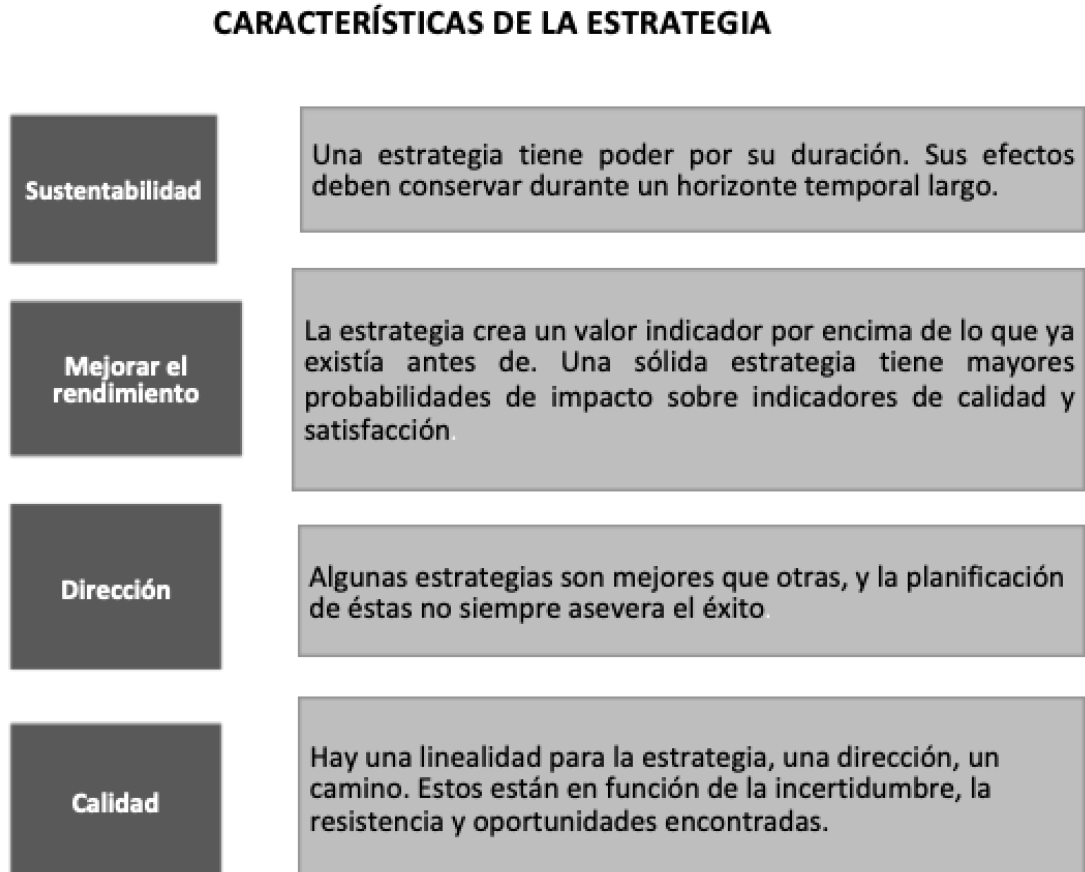 CARACTERÍSTICAS DE LA ESTRATEGIA
Sustentabilidad
Una estrategia tiene poder por su duración. Sus efectos
deben conservar durante un horizonte temporal largo.
Mejorar el
rendimiento
La estrategia crea un valor indicador por encima de lo que ya
existía antes de. Una sólida estrategia tiene mayores
probabilidades de impacto sobre indicadores de calidad y
satisfacción.
Dirección
Algunas estrategias son mejores que otras, y la planificación
de éstas no siempre asevera el éxito.
Calidad
Hay una linealidad para la estrategia, una dirección, un
camino. Estos están en función de la incertidumbre, la
resistencia y oportunidades encontradas.